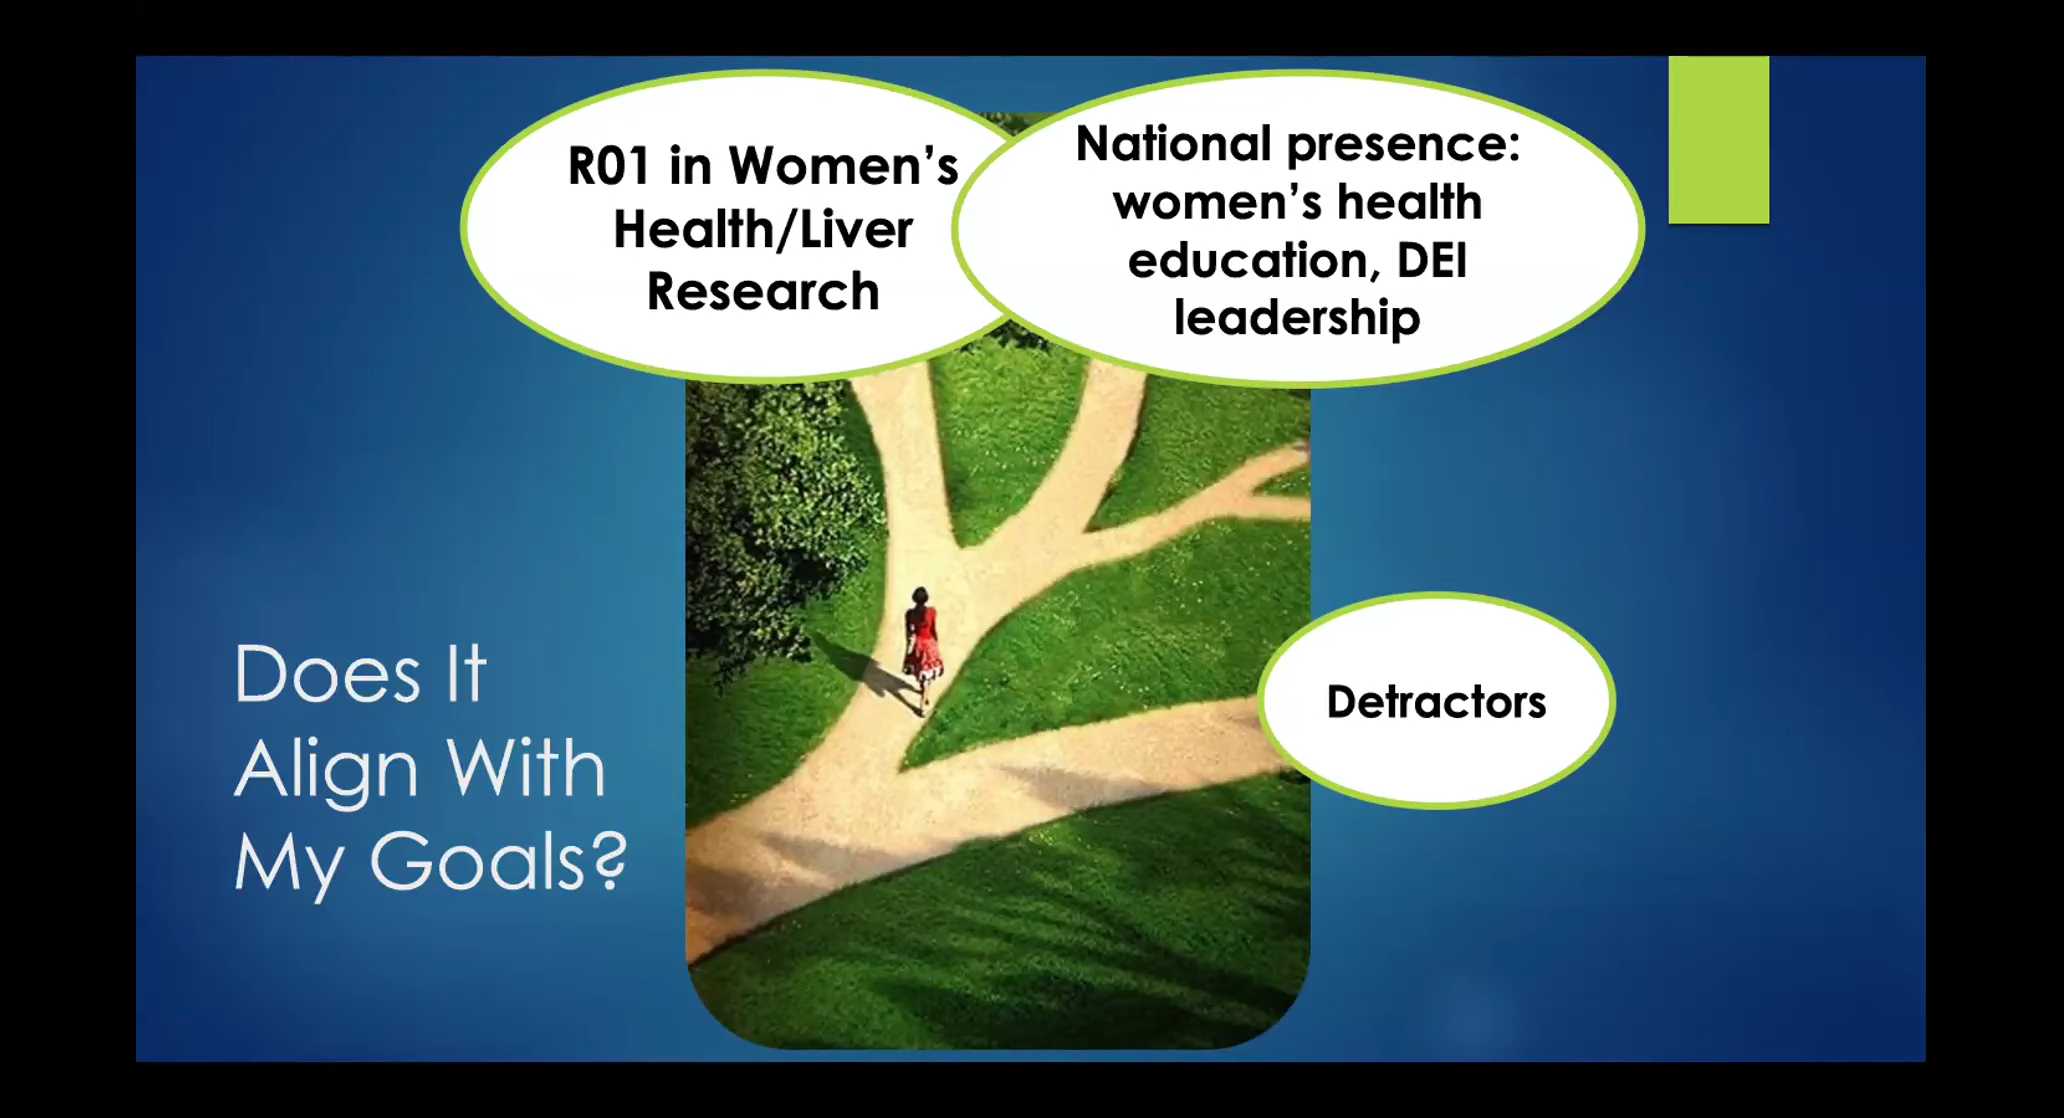 R01 in Women’s
Health/Liver
Research
National presence:
women’s health
education, DEI
leadership
Does It
Align With
My Goals?
Detractors